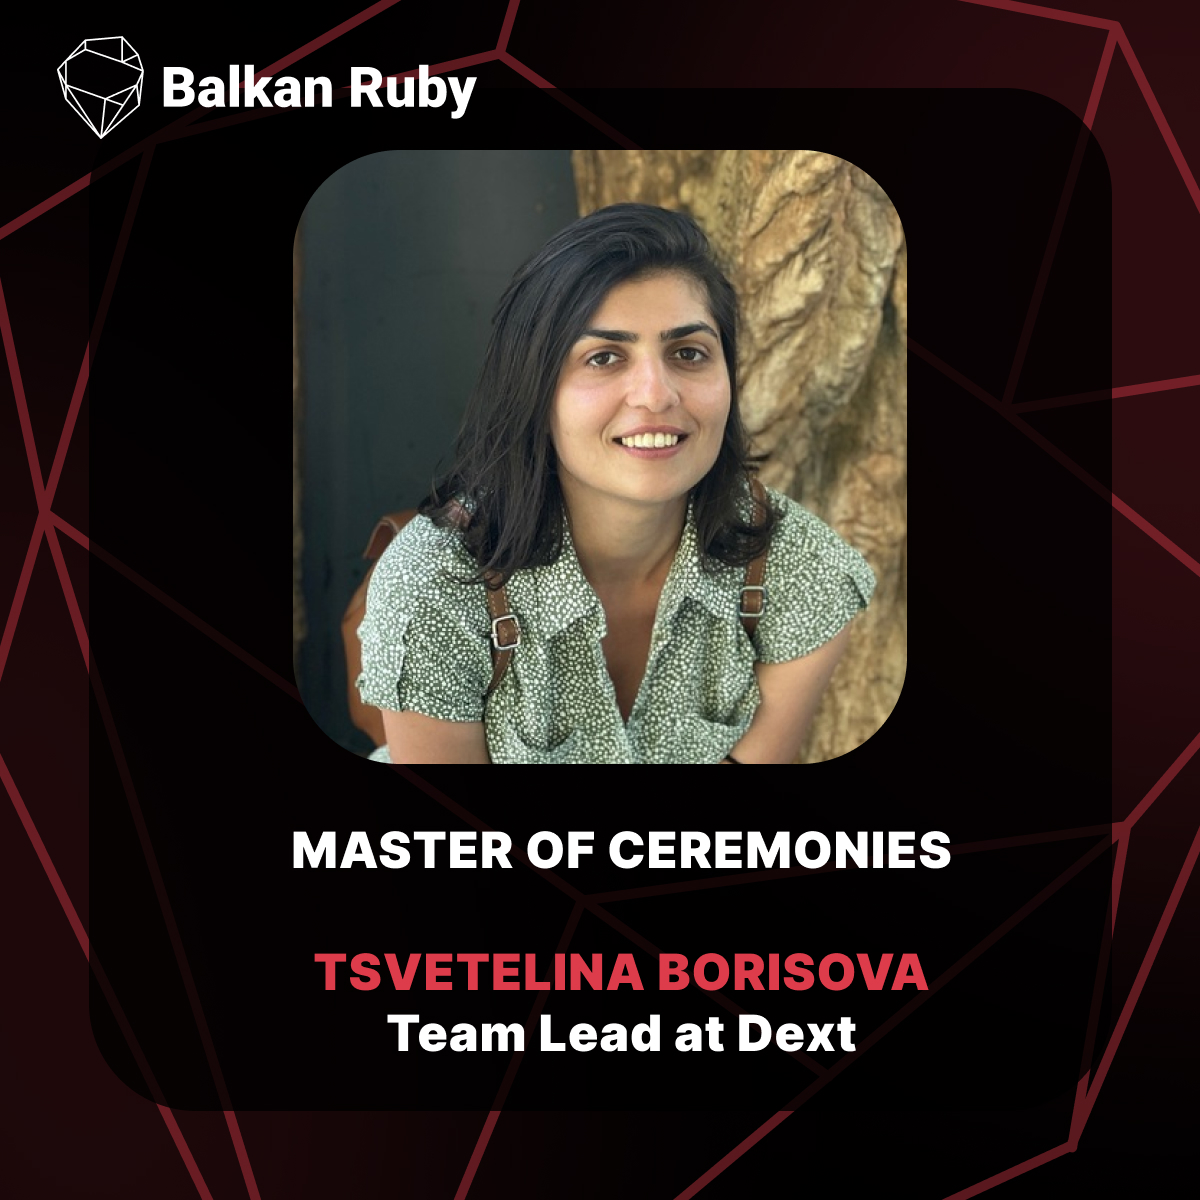 Balkan Ruby
MASTER OF CEREMONIES
TSVETELINA BORISOVA
Team Lead at Dext